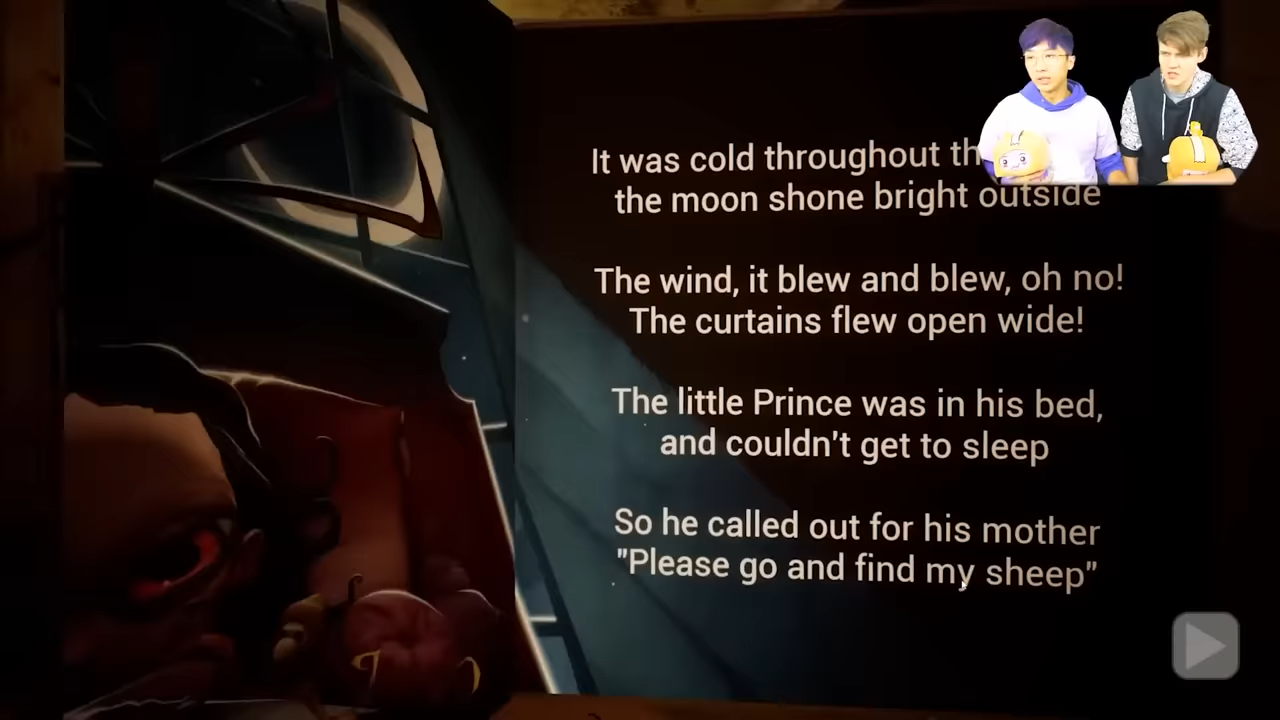 It was cold throughout
the moon shone bright outside
The wind, it blew and blew, oh no!
The curtains flew open wide!
The little Prince was in his bed,
and couldn't get to sleep
So he called out for his mother
"Please go and find my sheep"